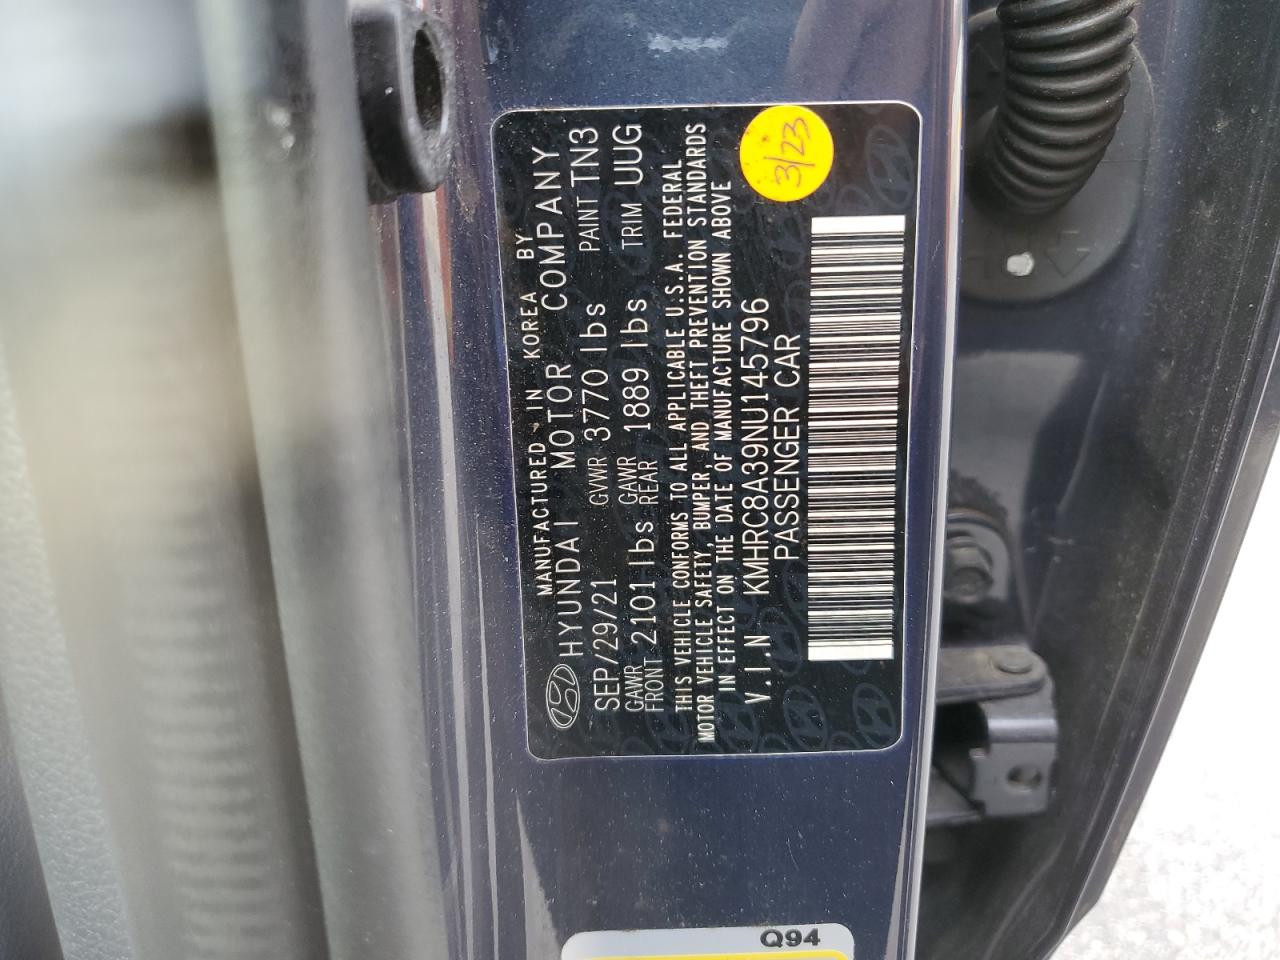 MANUFACTURED IN KOREA BY
HYUNDAI MOTOR COMPANY
SEP/29/21 GVWR 3770 lbs PAINT TN3
GAWR FRONT 2101 lbs GAWR REAR 1889 lbs TRIM UUG
THIS VEHICLE CONFORMS TO ALL APPLICABLE U.S.A. FEDERAL
MOTOR VEHICLE SAFETY, BUMPER, AND THEFT PREVENTION STANDARDS
IN EFFECT ON THE DATE OF MANUFACTURE SHOWN ABOVE
V.I.N KMHRC8A39NU145796
PASSENGER CAR
3/23
Q94